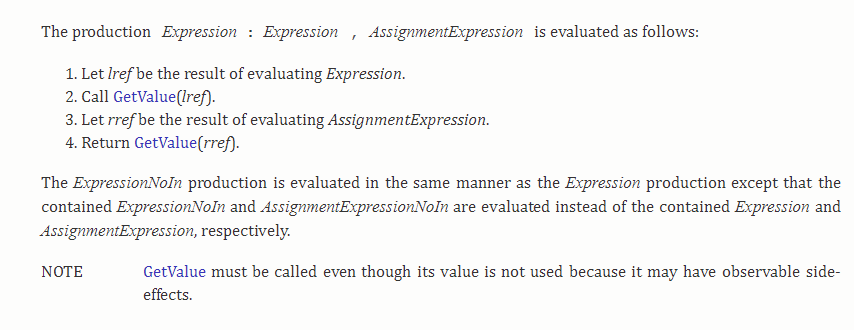 The production Expression : Expression , AssignmentExpression is evaluated as follows:
1. Let lref be the result of evaluating Expression.
2. Call GetValue(lref).
3. Let rref be the result of evaluating AssignmentExpression.
4. Return GetValue(rref).
The ExpressionNoIn production is evaluated in the same manner as the Expression production except that the
contained ExpressionNoIn and AssignmentExpressionNoIn are evaluated instead of the contained Expression and
AssignmentExpression, respectively.
NOTE GetValue must be called even though its value is not used because it may have observable side-
effects.